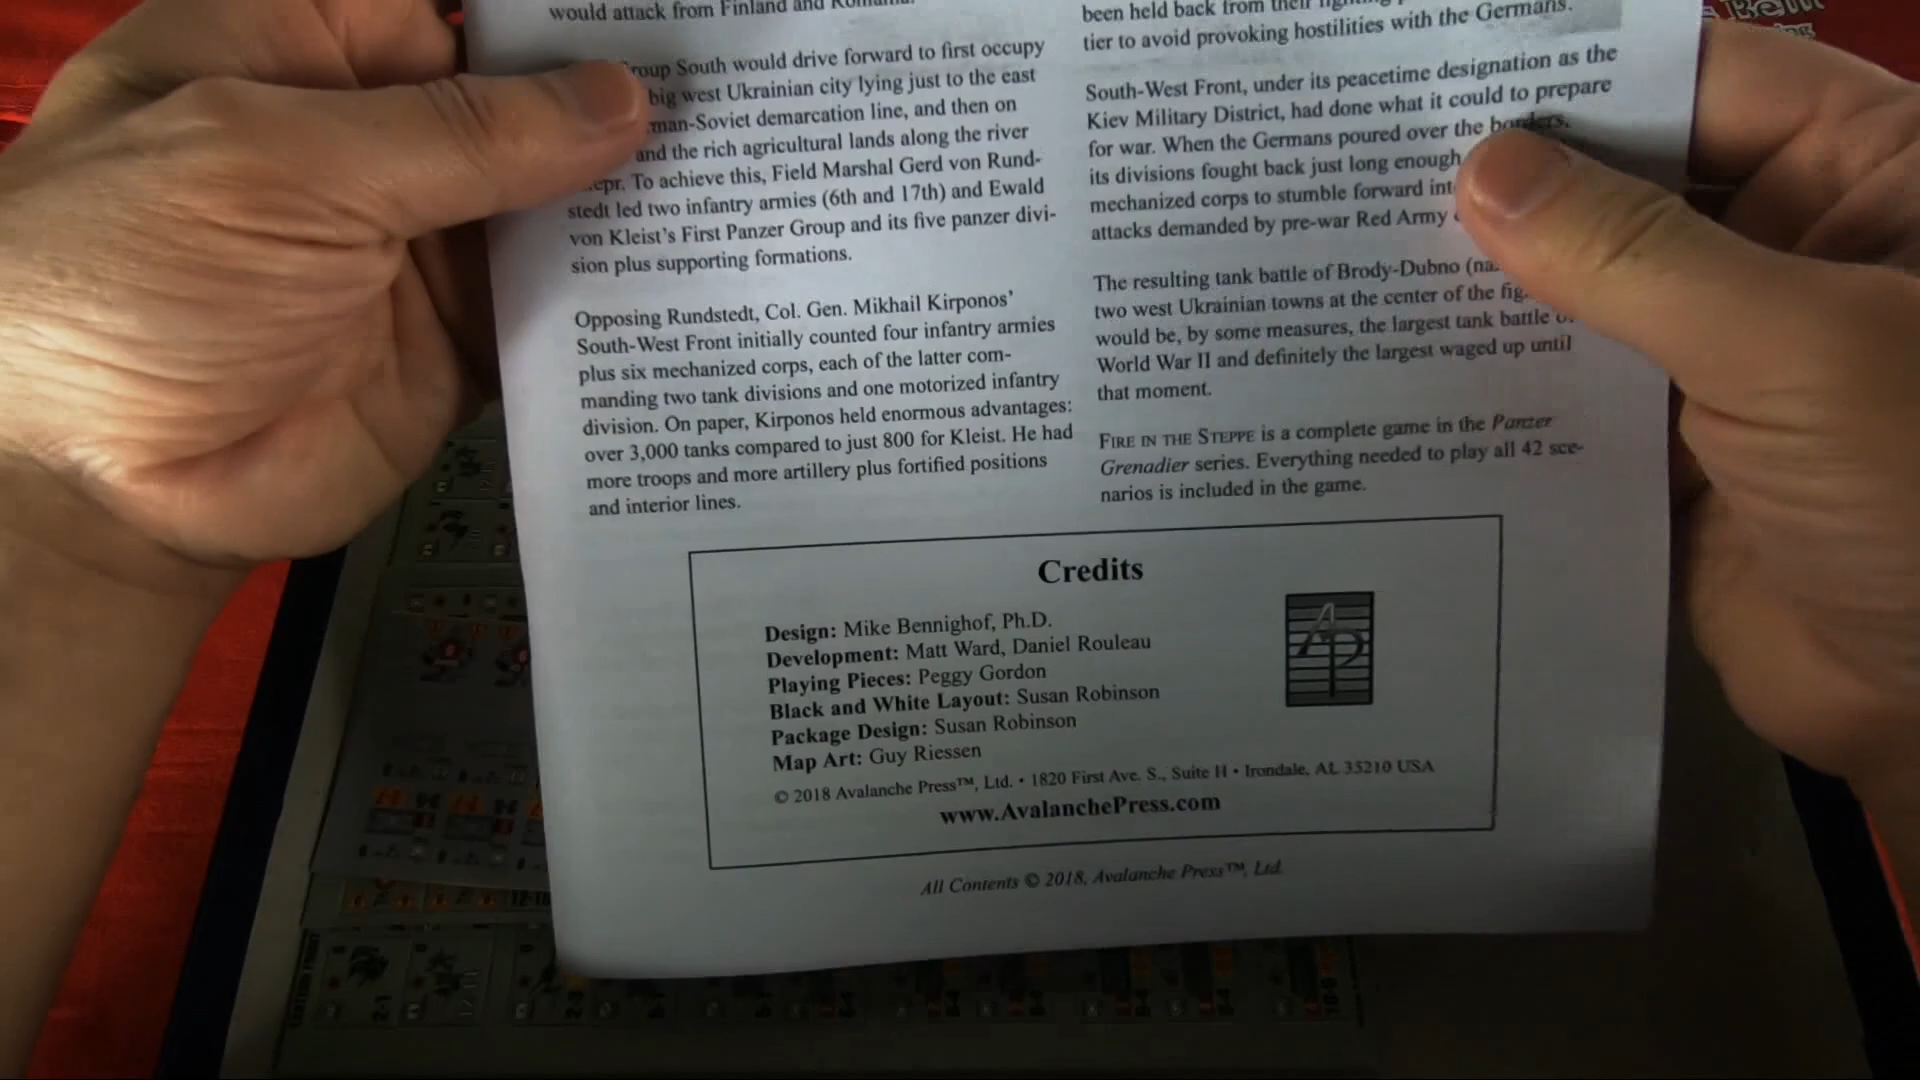 would attack from Finland and Romania.
roup South would drive forward to first occupy
big west Ukrainian city lying just to the east
man-Soviet demarcation line, and then on
and the rich agricultural lands along the river
epr. To achieve this, Field Marshal Gerd von Rund-
stedt led two infantry armies (6th and 17th) and Ewald
von Kleist's First Panzer Group and its five panzer divi-
sion plus supporting formations.
Opposing Rundstedt, Col. Gen. Mikhail Kirponos'
South-West Front initially counted four infantry armies
plus six mechanized corps, each of the latter com-
manding two tank divisions and one motorized infantry
division. On paper, Kirponos held enormous advantages:
over 3,000 tanks compared to just 800 for Kleist. He had
more troops and more artillery plus fortified positions
and interior lines.
been held back from their
tier to avoid provoking hostilities with the Germans.
South-West Front, under its peacetime designation as the
Kiev Military District, had done what it could to prepare
for war. When the Germans poured over the borders,
its divisions fought back just long enough
mechanized corps to stumble forward
attacks demanded by pre-war Red Army
The resulting tank battle of Brody-Dubno
two west Ukrainian towns at the center of the
would be, by some measures, the largest tank battle
World War II and definitely the largest waged up until
that moment.
FIRE IN THE STEPPE is a complete game in the Panzer
Grenadier series. Everything needed to play all 42 sce-
narios is included in the game.
Credits
Design: Mike Bennighof, Ph.D.
Development: Matt Ward, Daniel Rouleau
Playing Pieces: Peggy Gordon
Black and White Layout: Susan Robinson
Package Design: Susan Robinson
Map Art: Guy Riessen
© 2018 Avalanche Press™, Ltd. • 1820 First Ave. S., Suite H • Irondale, AL 35210 USA
www.AvalanchePress.com
All Contents © 2018, Avalanche Press™, Ltd.